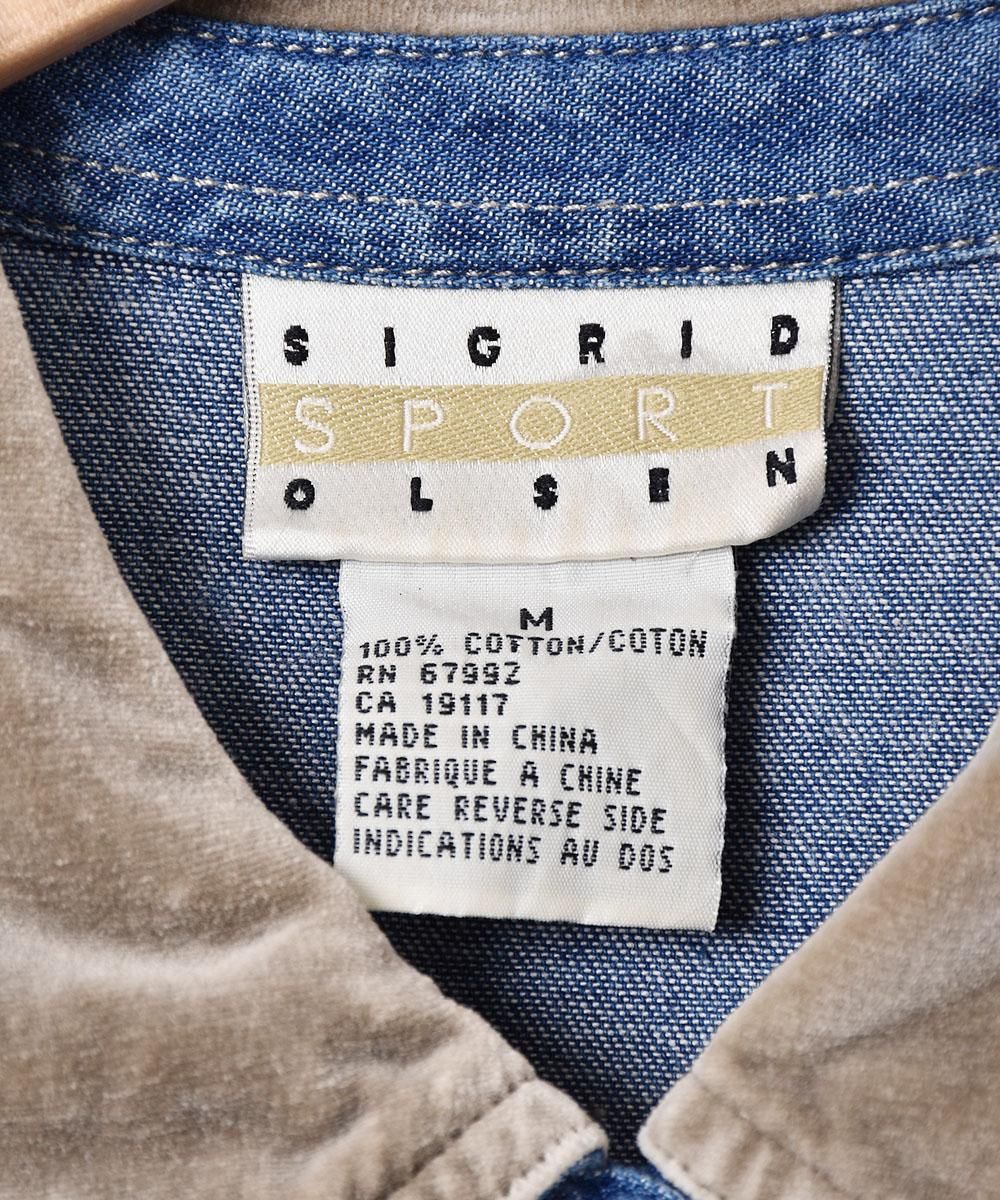 SIGRID
SPORT
OLSEN
M
100% COTTON/COTON
RN 67992
CA 19117
MADE IN CHINA
FABRIQUE A CHINE
CARE REVERSE SIDE
INDICATIONS AU DOS